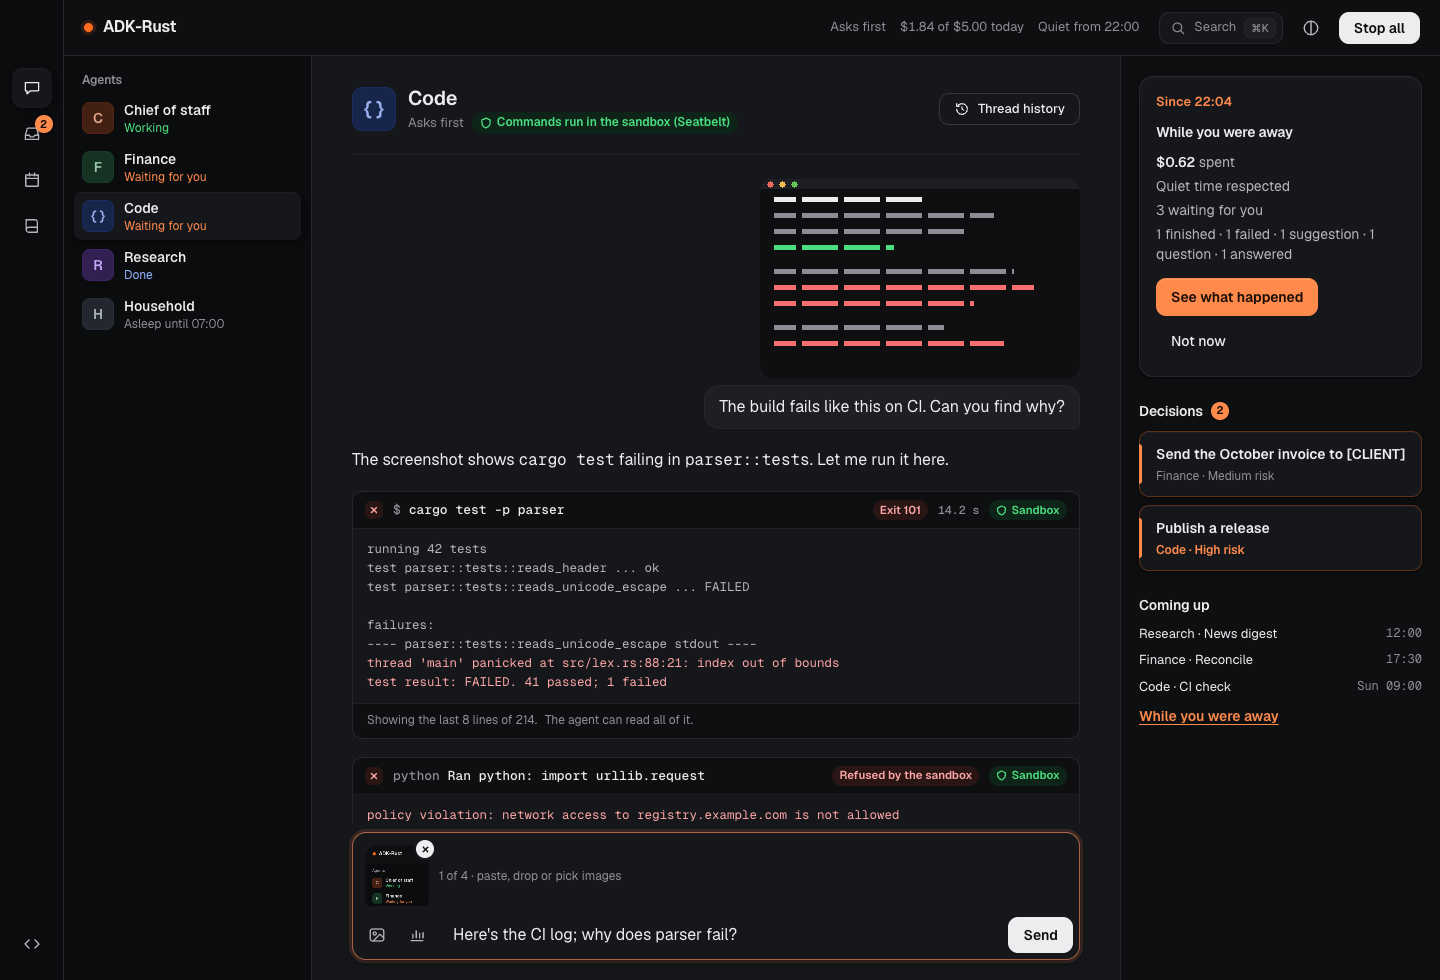 ADK-Rust
Asks first $1.84 of $5.00 today Quiet from 22:00
Search ⌘K
Stop all
2
Agents
C
Chief of staff
Working
F
Finance
Waiting for you
{}
Code
Waiting for you
R
Research
Done
H
Household
Asleep until 07:00
{}
Code
Asks first Commands run in the sandbox (Seatbelt)
Thread history
The build fails like this on CI. Can you find why?
The screenshot shows cargo test failing in parser::tests. Let me run it here.
$ cargo test -p parser Exit 101 14.2 s Sandbox
running 42 tests
test parser::tests::reads_header ... ok
test parser::tests::reads_unicode_escape ... FAILED
failures:
---- parser::tests::reads_unicode_escape stdout ----
thread 'main' panicked at src/lex.rs:88:21: index out of bounds
test result: FAILED. 41 passed; 1 failed
Showing the last 8 lines of 214. The agent can read all of it.
python Ran python: import urllib.request Refused by the sandbox Sandbox
policy violation: network access to registry.example.com is not allowed
ADK-Rust
Agents
C
Chief of staff
Working
F
Finance
Waiting for you
1 of 4 · paste, drop or pick images
Here's the CI log; why does parser fail?
Send
Since 22:04
While you were away
$0.62 spent
Quiet time respected
3 waiting for you
1 finished · 1 failed · 1 suggestion · 1
question · 1 answered
See what happened
Not now
Decisions 2
Send the October invoice to [CLIENT]
Finance · Medium risk
Publish a release
Code · High risk
Coming up
Research · News digest 12:00
Finance · Reconcile 17:30
Code · CI check Sun 09:00
While you were away